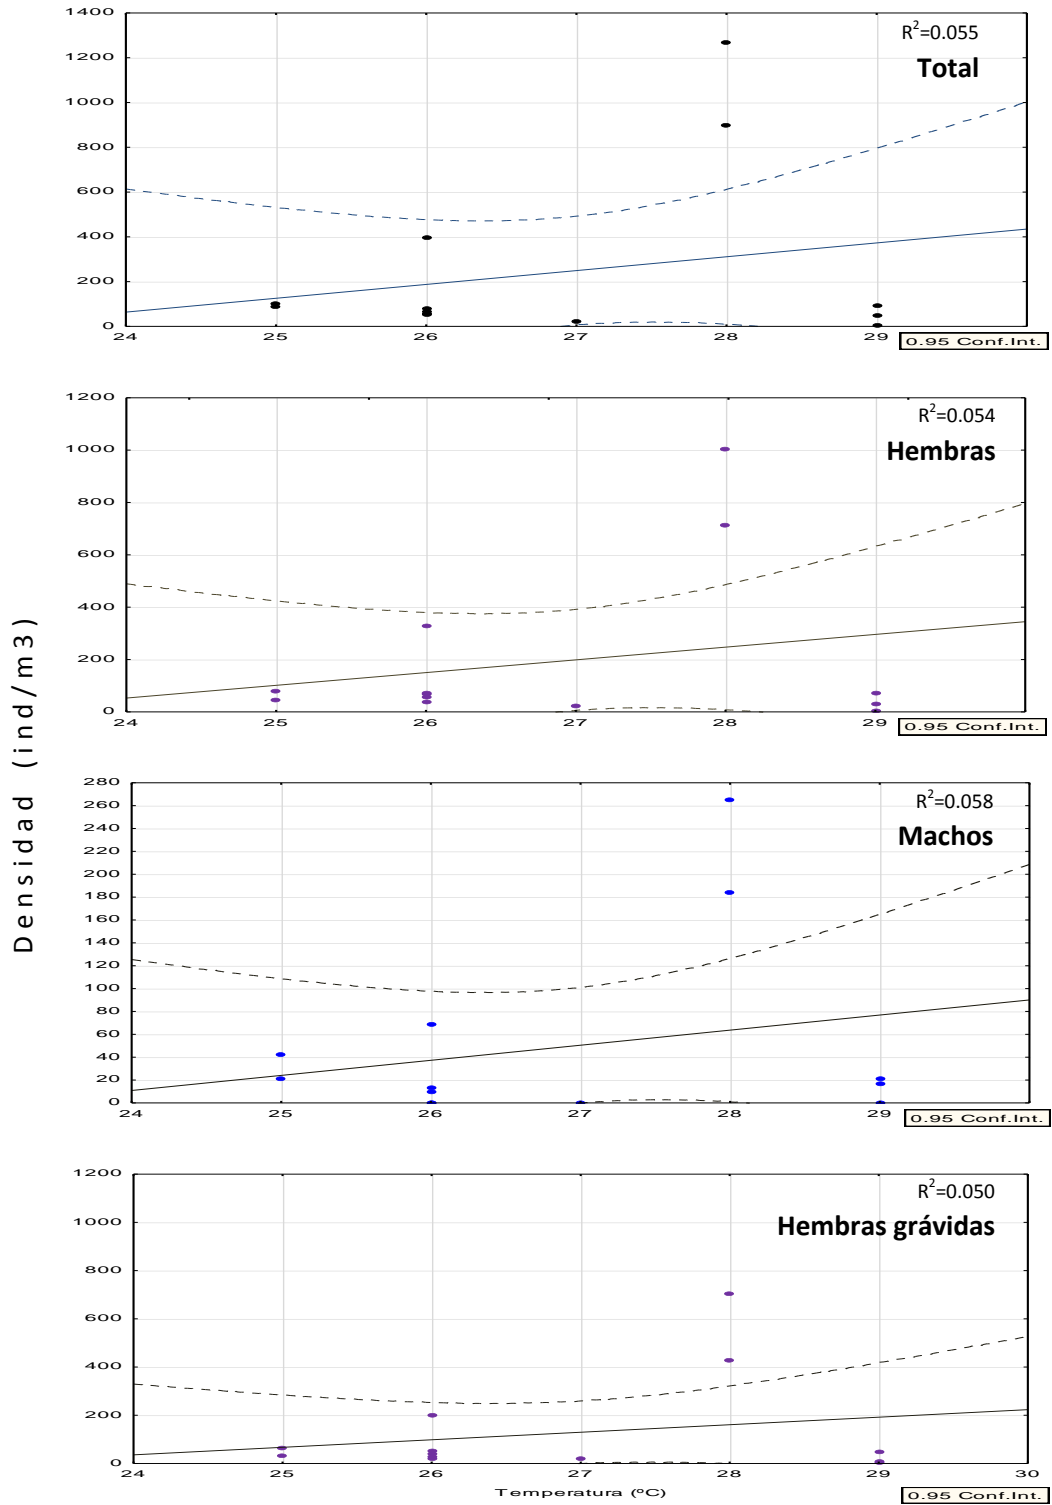 Densidad (ind/m3)
1400
1200
1000
800
600
400
200
0
24 25 26 27 28 29
R²=0.055
Total
0.95 Conf.Int.
1200
1000
800
600
400
200
0
24 25 26 27 28 29
R²=0.054
Hembras
0.95 Conf.Int.
280
260
240
220
200
180
160
140
120
100
80
60
40
20
0
24 25 26 27 28 29
R²=0.058
Machos
0.95 Conf.Int.
1200
1000
800
600
400
200
0
24 25 26 27 28 29 30
R²=0.050
Hembras grávidas
Temperatura (ºC)
0.95 Conf.Int.